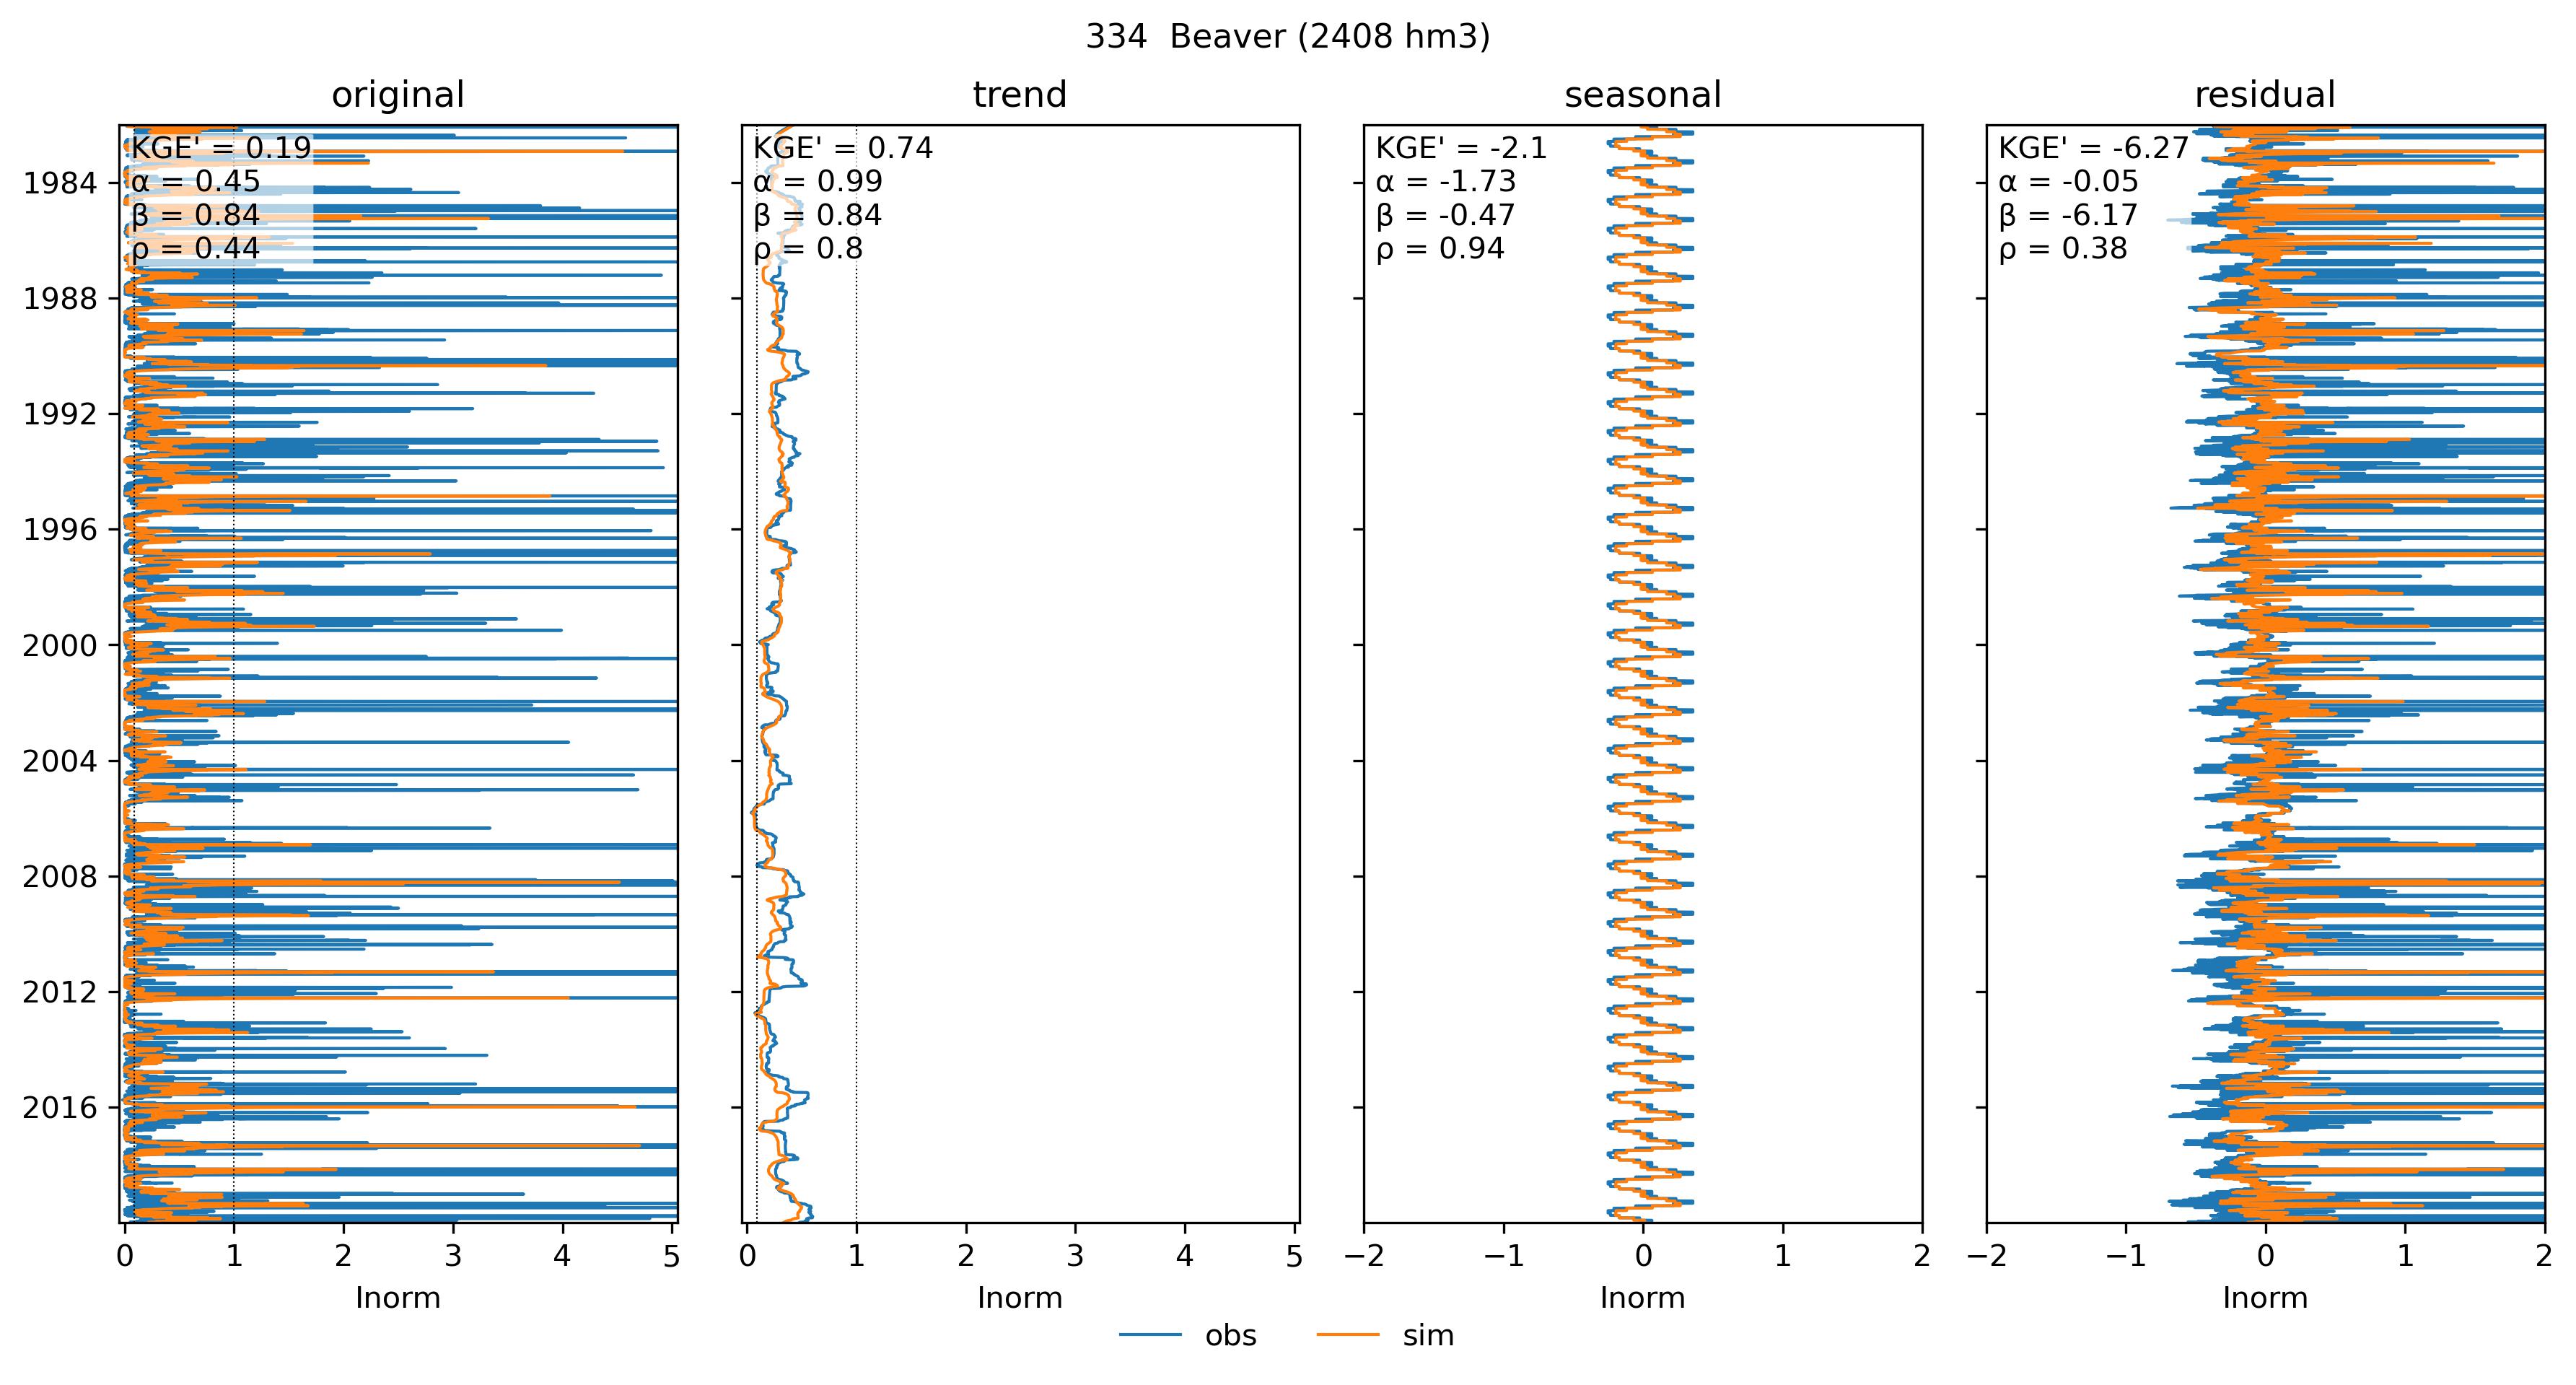 334  Beaver (2408 hm3)
original
trend
seasonal
residual
KGE' = 0.19
α = 0.45
β = 0.84
ρ = 0.44
KGE' = 0.74
α = 0.99
β = 0.84
ρ = 0.8
KGE' = -2.1
α = -1.73
β = -0.47
ρ = 0.94
KGE' = -6.27
α = -0.05
β = -6.17
ρ = 0.38
1984
1988
1992
1996
2000
2004
2008
2012
2016
0 1 2 3 4 5
0 1 2 3 4 5
−2 −1 0 1 2
−2 −1 0 1 2
Inorm
Inorm
Inorm
Inorm
obs
sim